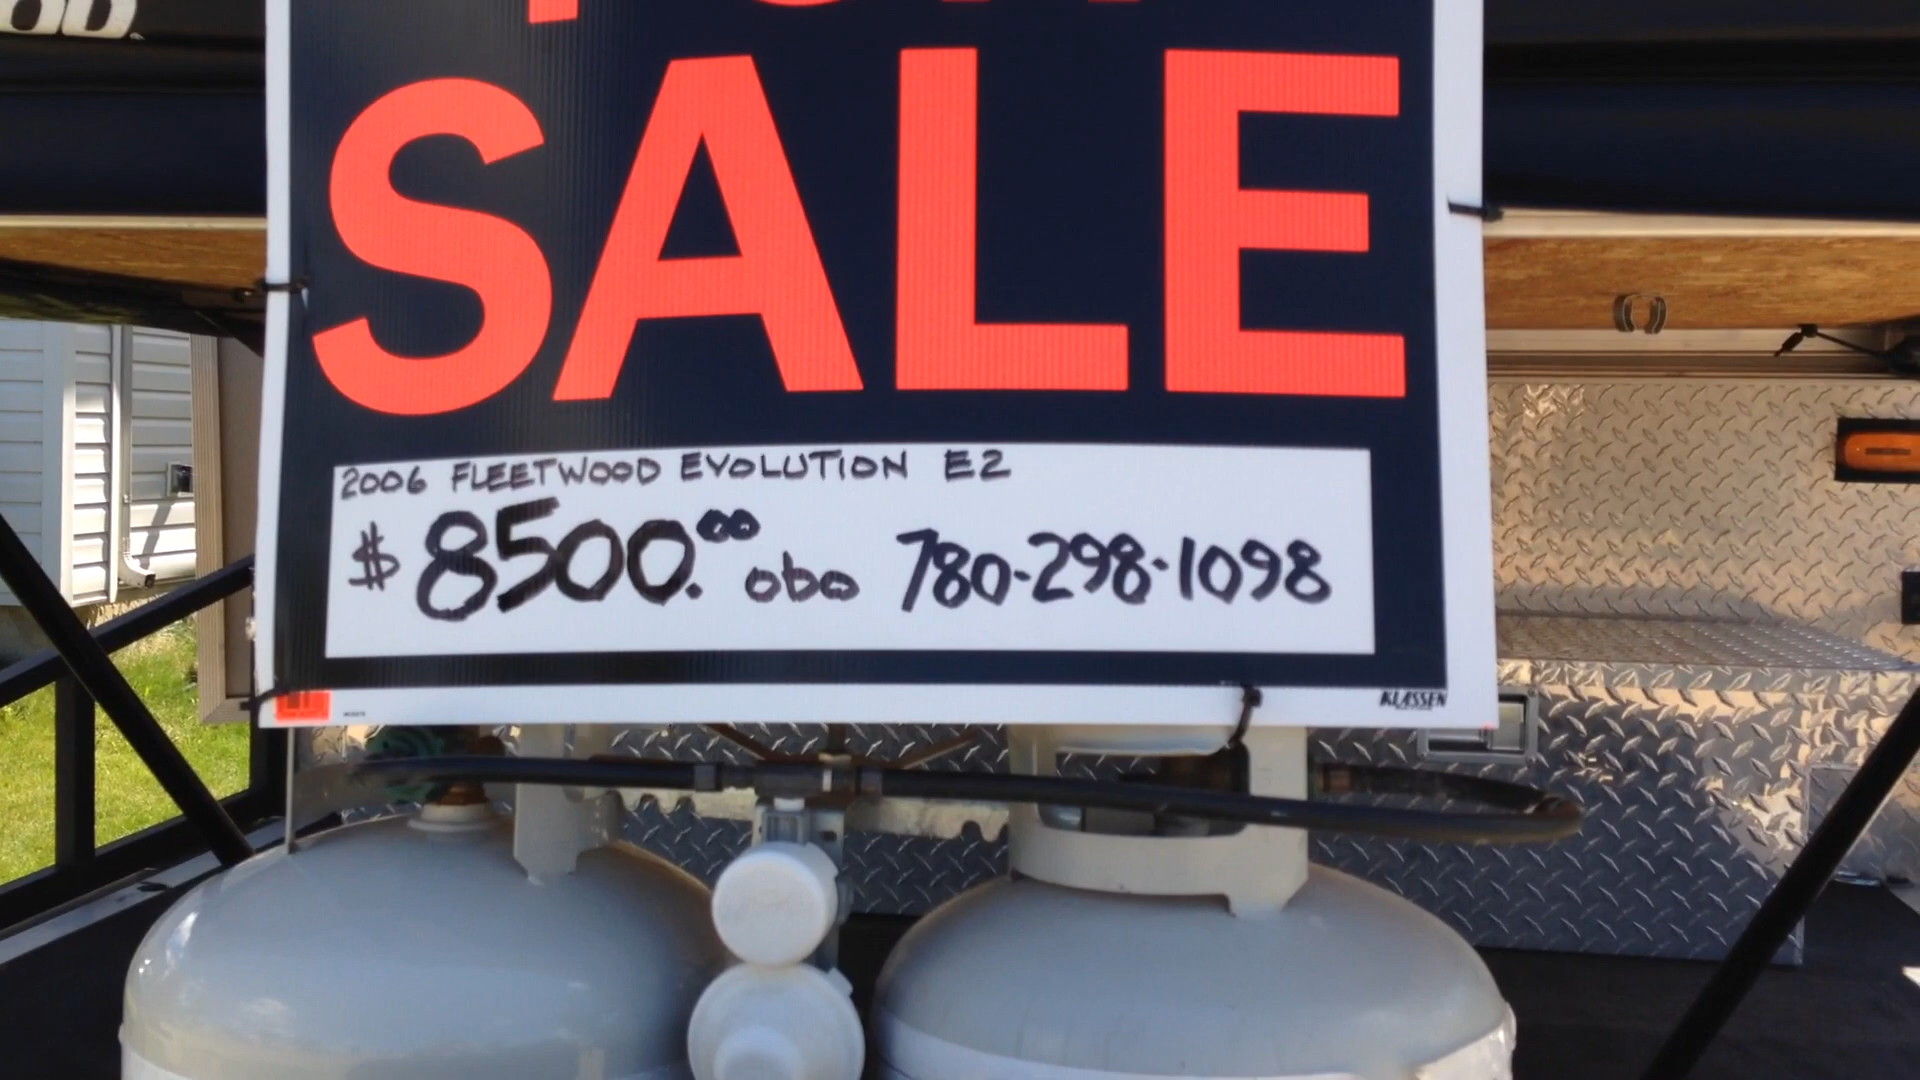 SALE
2006 FLEETWOOD EVOLUTION E2
$8500.00 obo 780-298-1098
KLASSEN